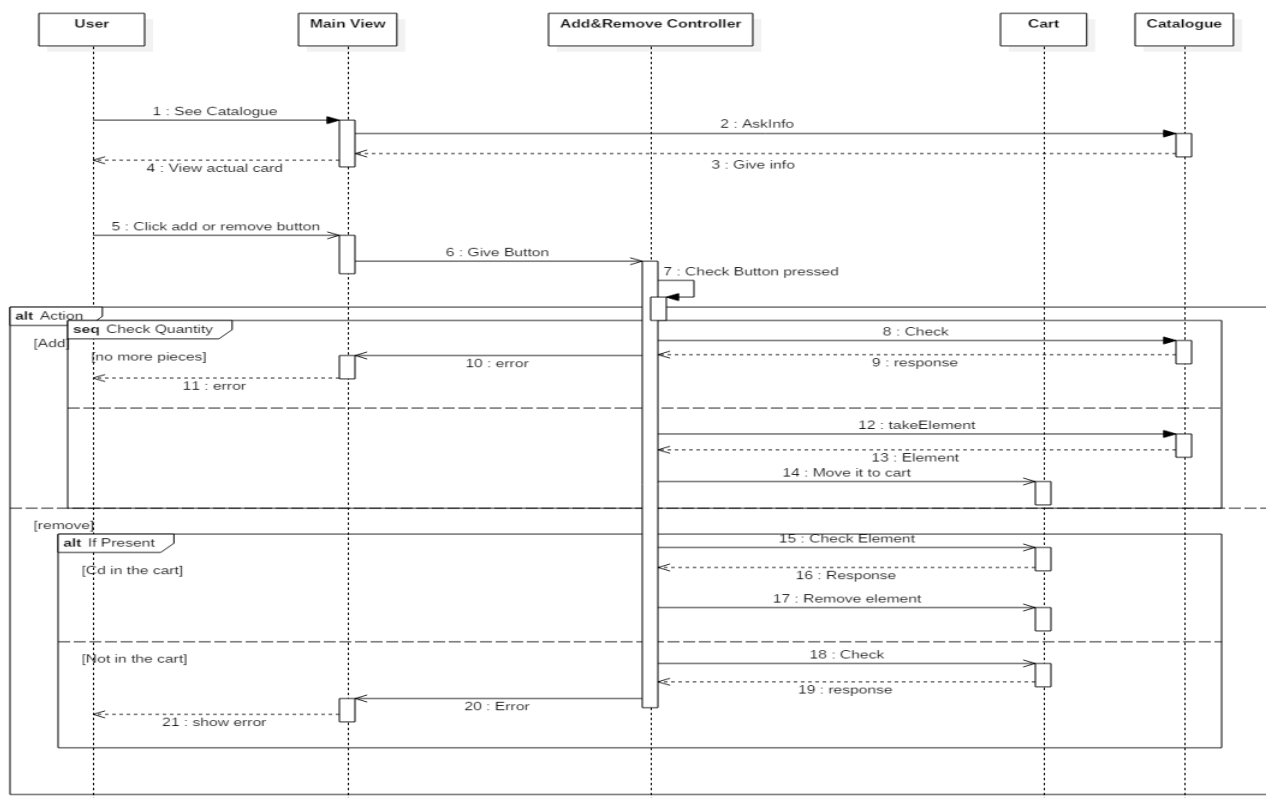 User
Main View
Add&Remove Controller
Cart
Catalogue
1 : See Catalogue
2 : AskInfo
3 : Give info
4 : View actual card
5 : Click add or remove button
6 : Give Button
7 : Check Button pressed
alt Action
seq Check Quantity
[Add]
8 : Check
[no more pieces]
9 : response
10 : error
11 : error
12 : takeElement
13 : Element
14 : Move it to cart
[remove]
alt If Present
15 : Check Element
[Cd in the cart]
16 : Response
17 : Remove element
[Not in the cart]
18 : Check
19 : response
20 : Error
21 : show error